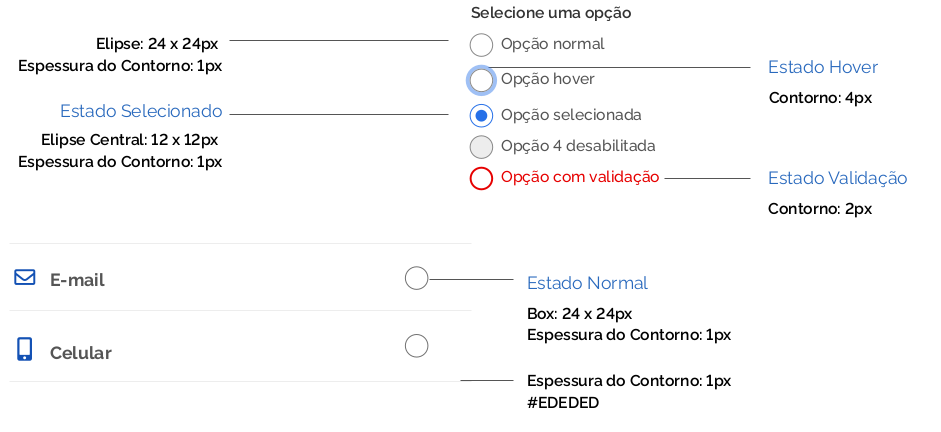 Selecione uma opção
Elipse: 24 x 24px
Espessura do Contorno: 1px
Opção normal
Opção hover
Estado Hover
Contorno: 4px
Estado Selecionado
Elipse Central: 12 x 12px
Espessura do Contorno: 1px
Opção selecionada
Opção 4 desabilitada
Opção com validação
Estado Validação
Contorno: 2px
E-mail
Estado Normal
Box: 24 x 24px
Espessura do Contorno: 1px
Celular
Espessura do Contorno: 1px
#EDEDED